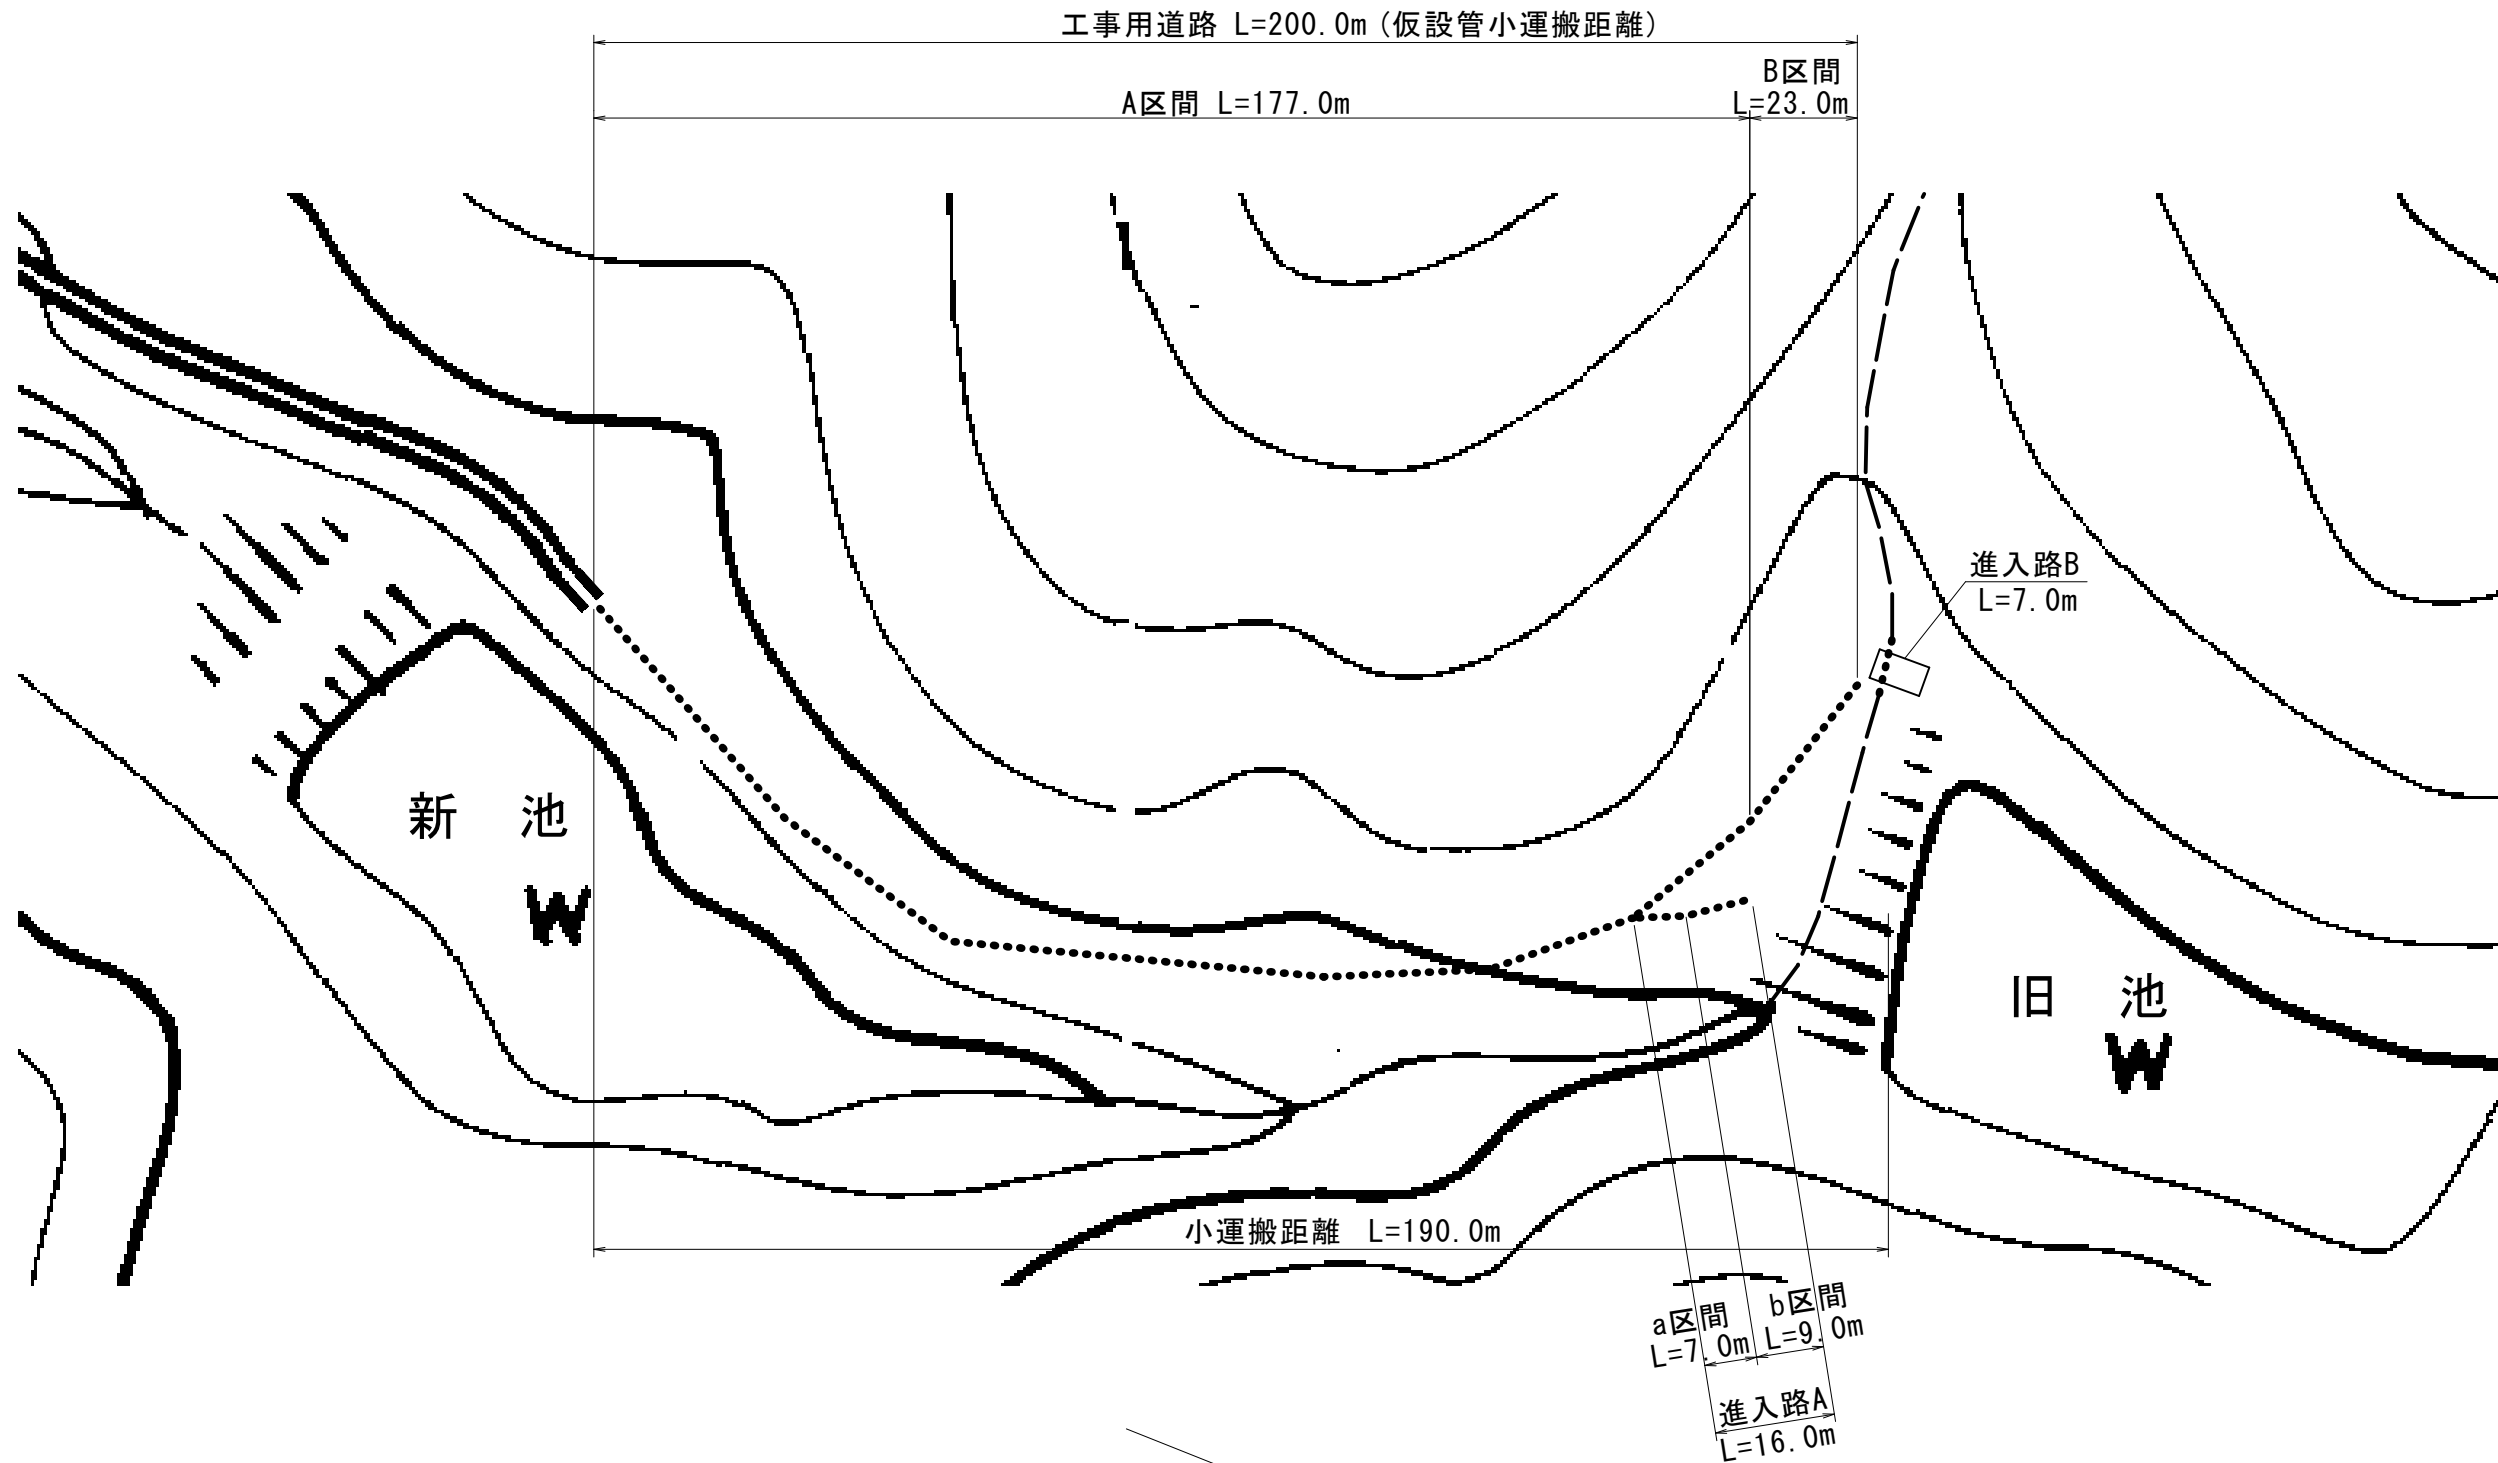 工事用道路 L=200.0m (仮設管小運搬距離)
B区間
L=23.0m
A区間 L=177.0m
進入路B
L=7.0m
新 池
W
旧 池
W
小運搬距離 L=190.0m
a区間
L=7.0m
b区間
L=9.0m
進入路A
L=16.0m